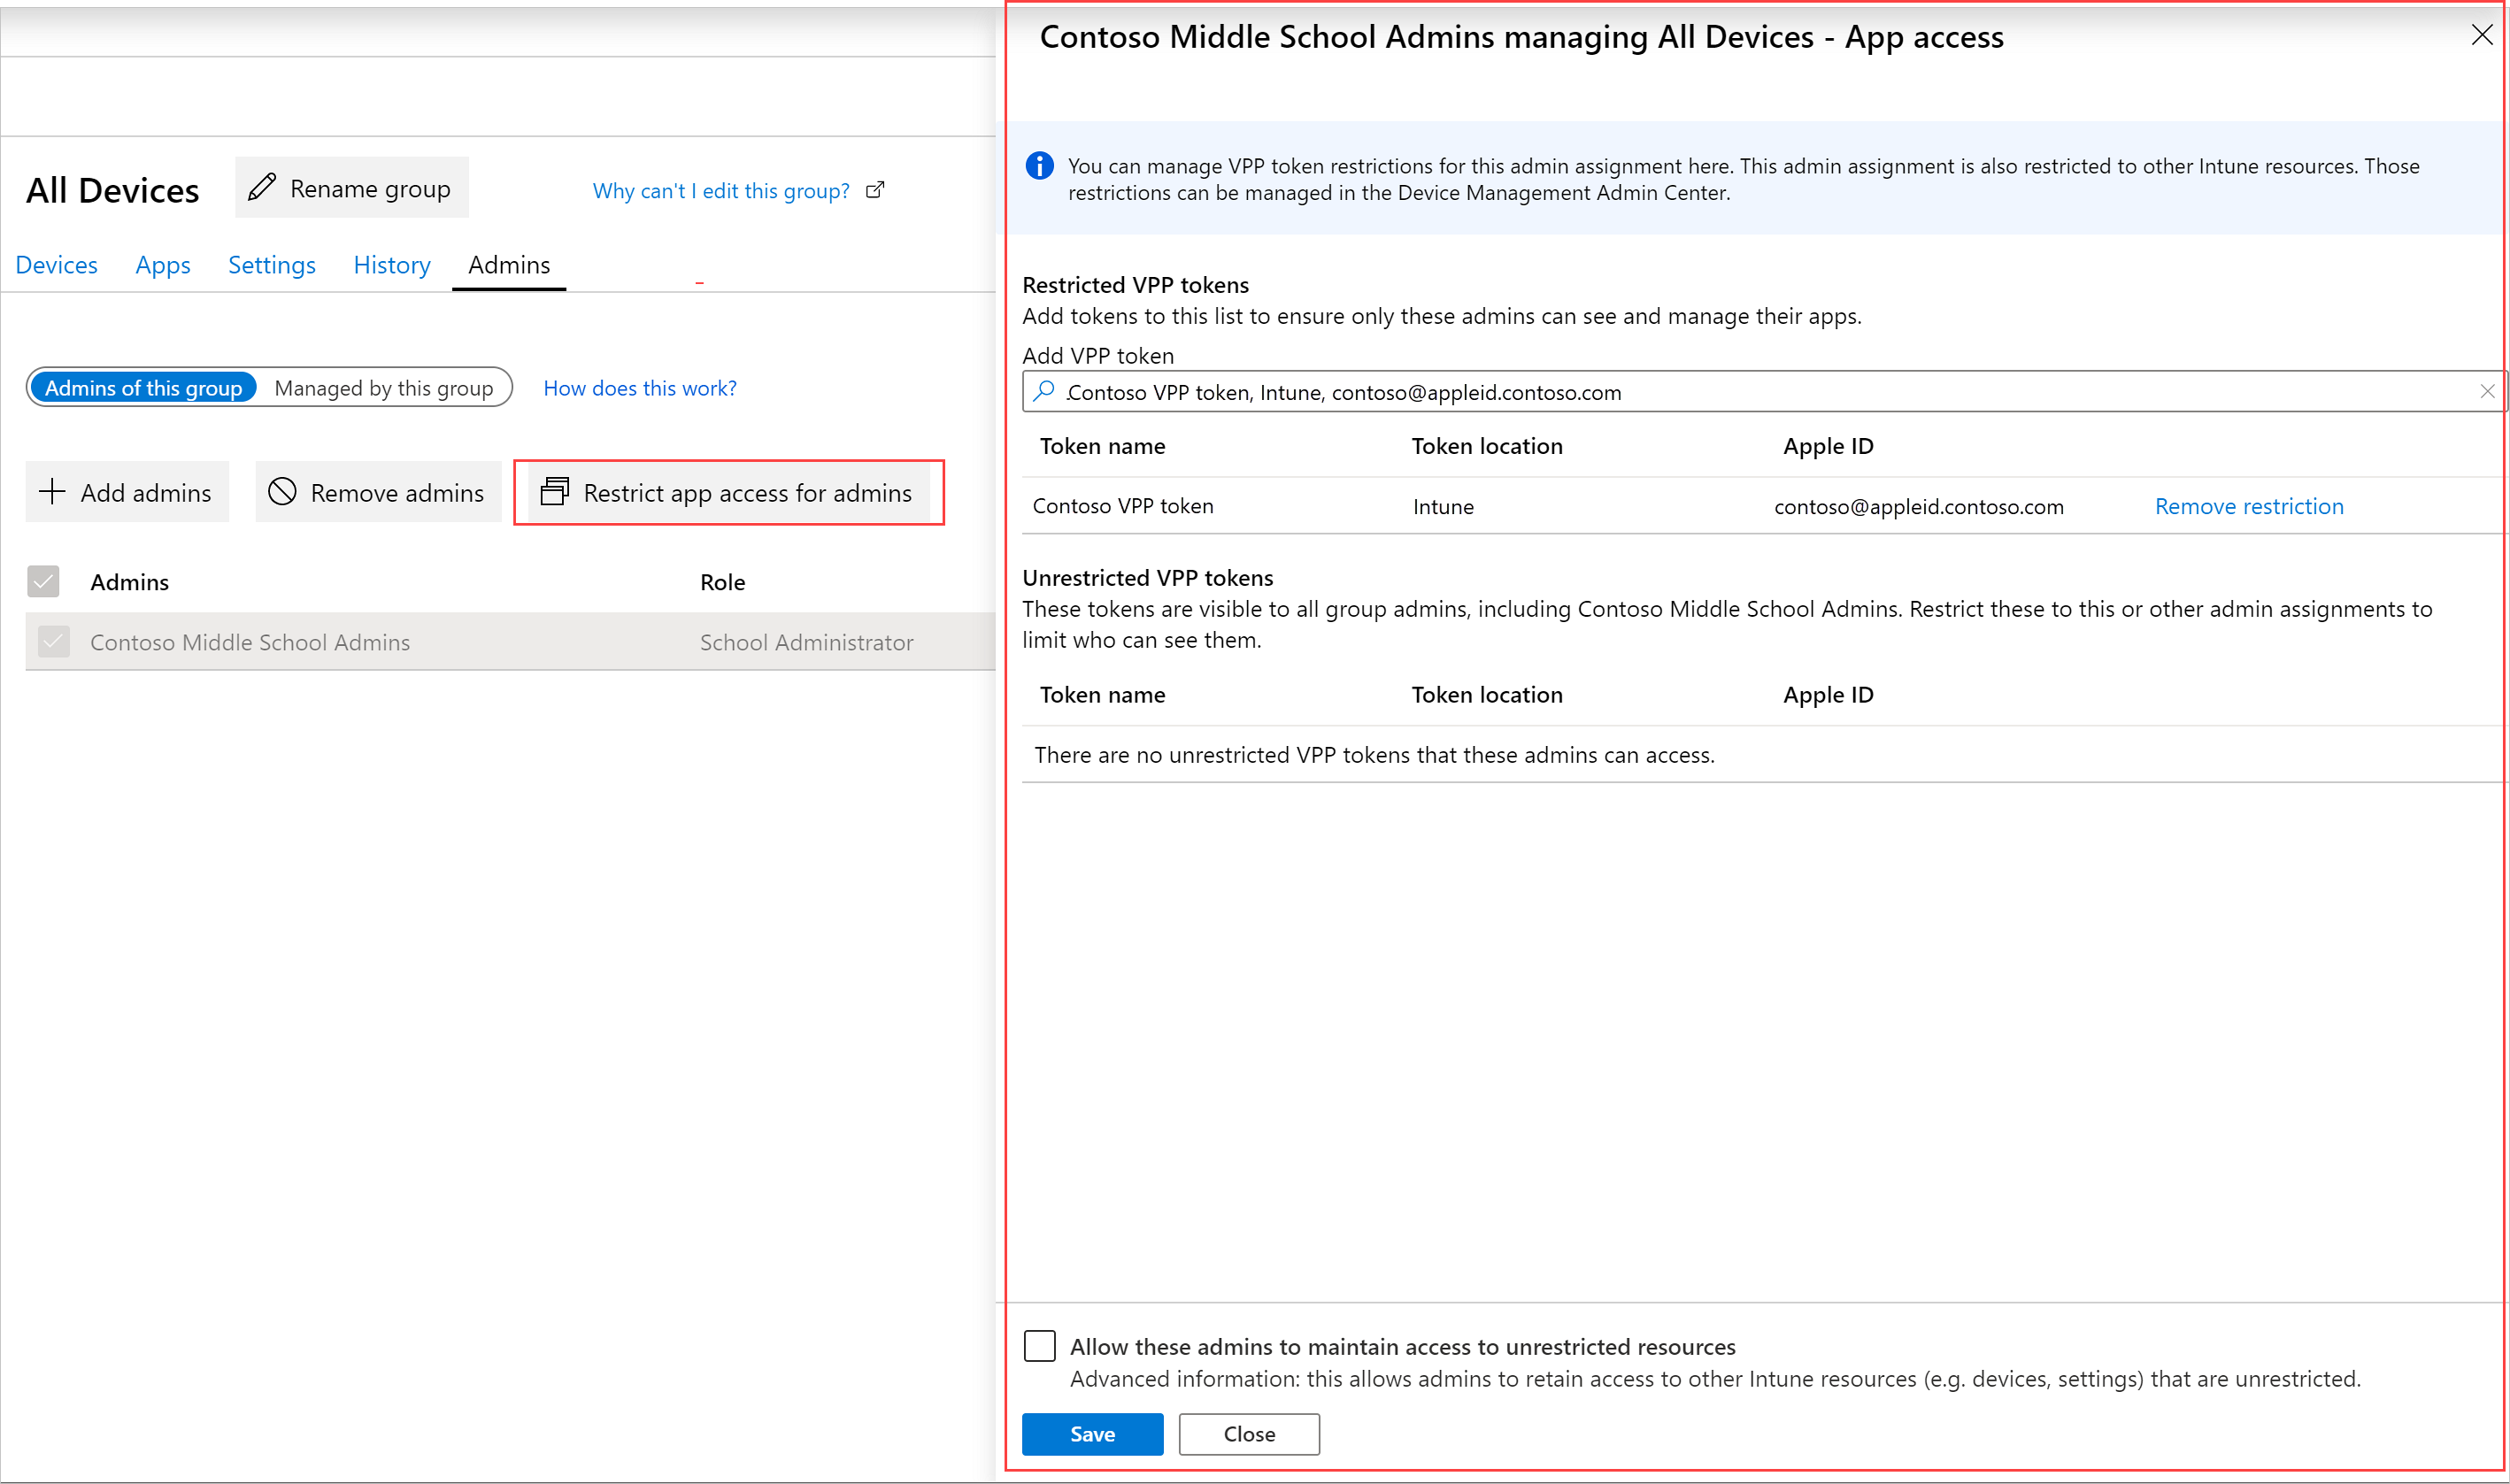 Contoso Middle School Admins managing All Devices - App access
You can manage VPP token restrictions for this admin assignment here. This admin assignment is also restricted to other Intune resources. Those
restrictions can be managed in the Device Management Admin Center.
All Devices
Rename group
Why can't I edit this group?
Devices
Apps
Settings
History
Admins
Admins of this group
Managed by this group
How does this work?
Add admins
Remove admins
Restrict app access for admins
Admins
Role
Contoso Middle School Admins
School Administrator
Restricted VPP tokens
Add tokens to this list to ensure only these admins can see and manage their apps.
Add VPP token
Contoso VPP token, Intune, contoso@appleid.contoso.com
Token name
Token location
Apple ID
Contoso VPP token
Intune
contoso@appleid.contoso.com
Remove restriction
Unrestricted VPP tokens
These tokens are visible to all group admins, including Contoso Middle School Admins. Restrict these to this or other admin assignments to
limit who can see them.
Token name
Token location
Apple ID
There are no unrestricted VPP tokens that these admins can access.
Allow these admins to maintain access to unrestricted resources
Advanced information: this allows admins to retain access to other Intune resources (e.g. devices, settings) that are unrestricted.
Save
Close